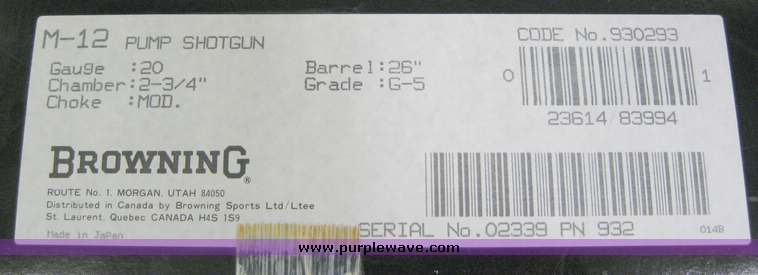 M-12 PUMP SHOTGUN
CODE No.930293
Gauge :20 Barrel:26"
Chamber:2-3/4" Grade :G-5
Choke :MOD.
0 1
23614 83994
BROWNING®
ROUTE No. 1, MORGAN, UTAH 84050
Distributed in Canada by Browning Sports Ltd/Ltee
St. Laurent, Quebec CANADA H4S 1S9
SERIAL No.02339 PN 932
Made in Japan
014B
www.purplewave.com